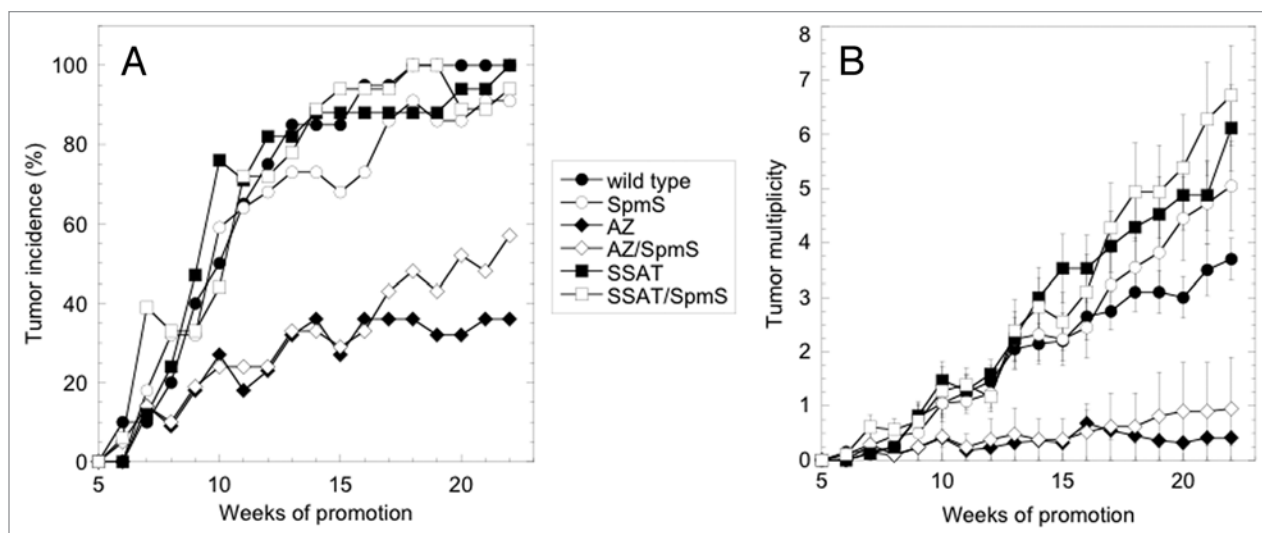 A
Tumor incidence (%)
100
80
60
40
20
0
5
10
15
20
Weeks of promotion
wild type
SpmS
AZ
AZ/SpmS
SSAT
SSAT/SpmS
B
Tumor multiplicity
8
7
6
5
4
3
2
1
0
5
10
15
20
Weeks of promotion